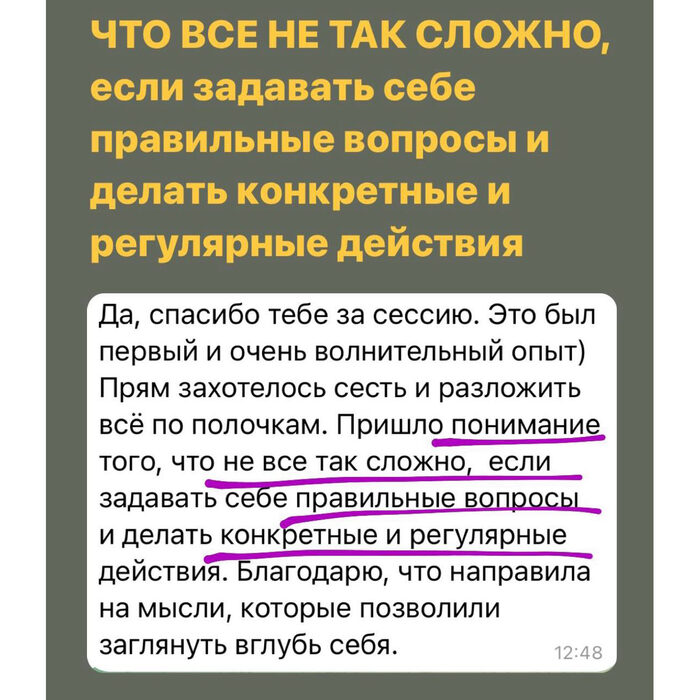 ЧТО ВСЕ НЕ ТАК СЛОЖНО,
если задавать себе
правильные вопросы и
делать конкретные и
регулярные действия
Да, спасибо тебе за сессию. Это был
первый и очень волнительный опыт)
Прям захотелось сесть и разложить
всё по полочкам. Пришло понимание
того, что не все так сложно, если
задавать себе правильные вопросы
и делать конкретные и регулярные
действия. Благодарю, что направила
на мысли, которые позволили
заглянуть вглубь себя.
12:48